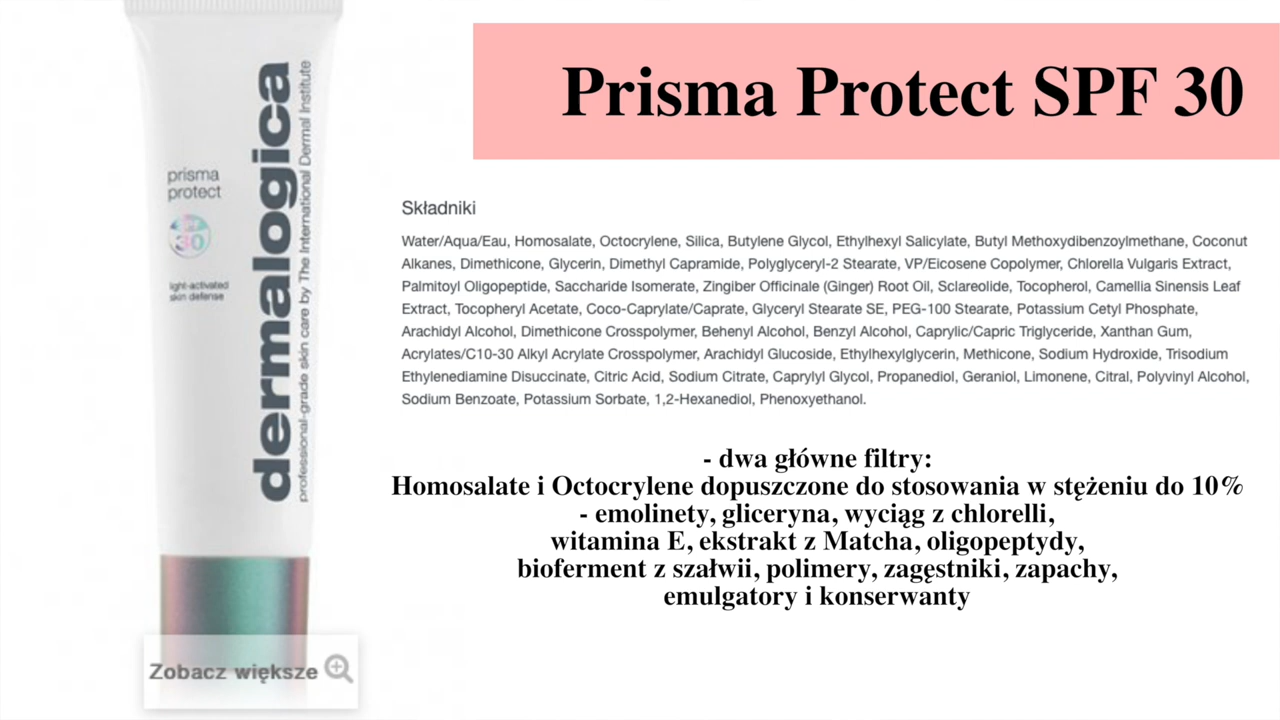 Prisma Protect SPF 30
prisma
protect
SPF
30
light-activated
skin defense
dermalogica
professional-grade skin care by The International Dermal Institute
Zobacz większe
Składniki
Water/Aqua/Eau, Homosalate, Octocrylene, Silica, Butylene Glycol, Ethylhexyl Salicylate, Butyl Methoxydibenzoylmethane, Coconut
Alkanes, Dimethicone, Glycerin, Dimethyl Capramide, Polyglyceryl-2 Stearate, VP/Eicosene Copolymer, Chlorella Vulgaris Extract,
Palmitoyl Oligopeptide, Saccharide Isomerate, Zingiber Officinale (Ginger) Root Oil, Sclareolide, Tocopherol, Camellia Sinensis Leaf
Extract, Tocopheryl Acetate, Coco-Caprylate/Caprate, Glyceryl Stearate SE, PEG-100 Stearate, Potassium Cetyl Phosphate,
Arachidyl Alcohol, Dimethicone Crosspolymer, Behenyl Alcohol, Benzyl Alcohol, Caprylic/Capric Triglyceride, Xanthan Gum,
Acrylates/C10-30 Alkyl Acrylate Crosspolymer, Arachidyl Glucoside, Ethylhexylglycerin, Methicone, Sodium Hydroxide, Trisodium
Ethylenediamine Disuccinate, Citric Acid, Sodium Citrate, Caprylyl Glycol, Propanediol, Geraniol, Limonene, Citral, Polyvinyl Alcohol,
Sodium Benzoate, Potassium Sorbate, 1,2-Hexanediol, Phenoxyethanol.
- dwa główne filtry:
Homosalate i Octocrylene dopuszczone do stosowania w stężeniu do 10%
- emolinety, gliceryna, wyciąg z chlorelli,
witamina E, ekstrakt z Matcha, oligopeptydy,
bioferment z szałwii, polimery, zagęstniki, zapachy,
emulgatory i konserwanty